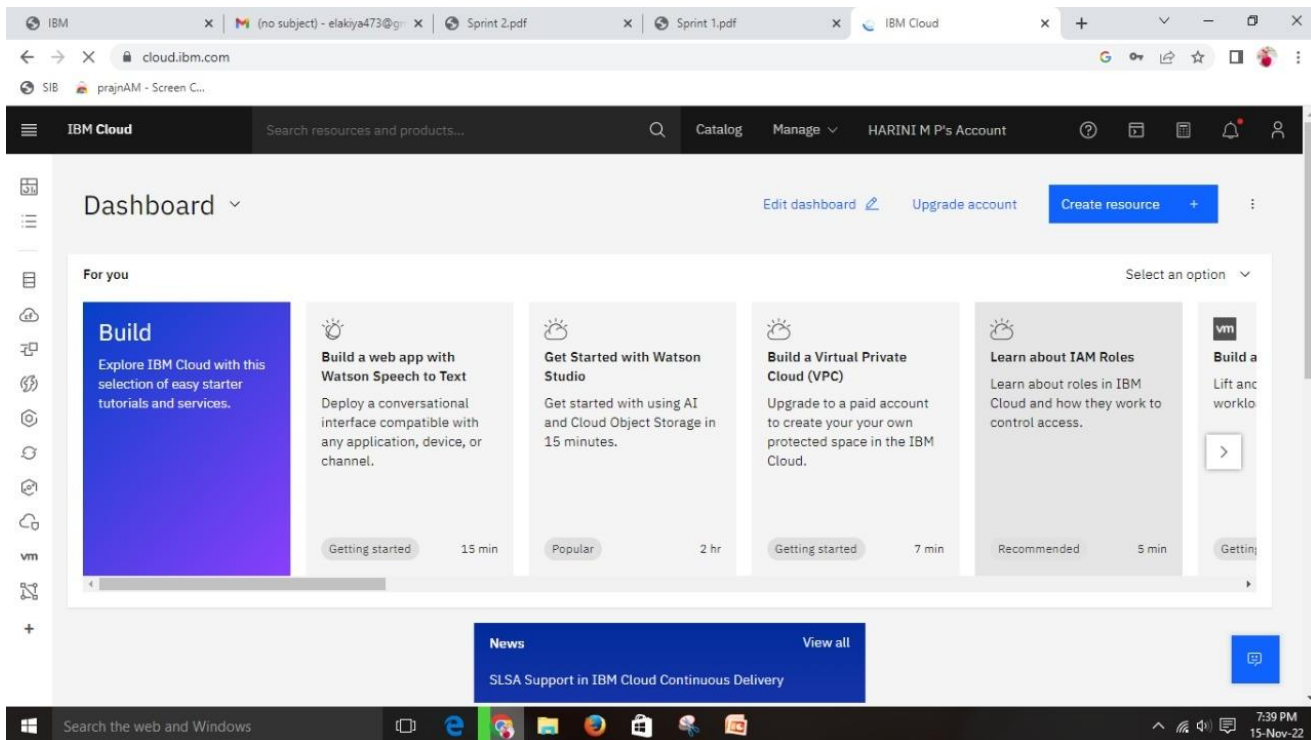 IBM
(no subject) - elakiya473@gm
Sprint 2.pdf
Sprint 1.pdf
IBM Cloud
cloud.ibm.com
SIB
prajnAM - Screen C...
IBM Cloud
Search resources and products...
Catalog
Manage
HARINI M P's Account
Dashboard
Edit dashboard
Upgrade account
Create resource +
For you
Select an option
Build
Explore IBM Cloud with this
selection of easy starter
tutorials and services.
Build a web app with
Watson Speech to Text
Deploy a conversational
interface compatible with
any application, device, or
channel.
Getting started
15 min
Get Started with Watson
Studio
Get started with using AI
and Cloud Object Storage in
15 minutes.
Popular
2 hr
Build a Virtual Private
Cloud (VPC)
Upgrade to a paid account
to create your your own
protected space in the IBM
Cloud.
Getting started
7 min
Learn about IAM Roles
Learn about roles in IBM
Cloud and how they work to
control access.
Recommended
5 min
vm
Build a
Lift and
worklo
Getting
vm
News
View all
SLSA Support in IBM Cloud Continuous Delivery
Search the web and Windows
7:39 PM
15-Nov-22